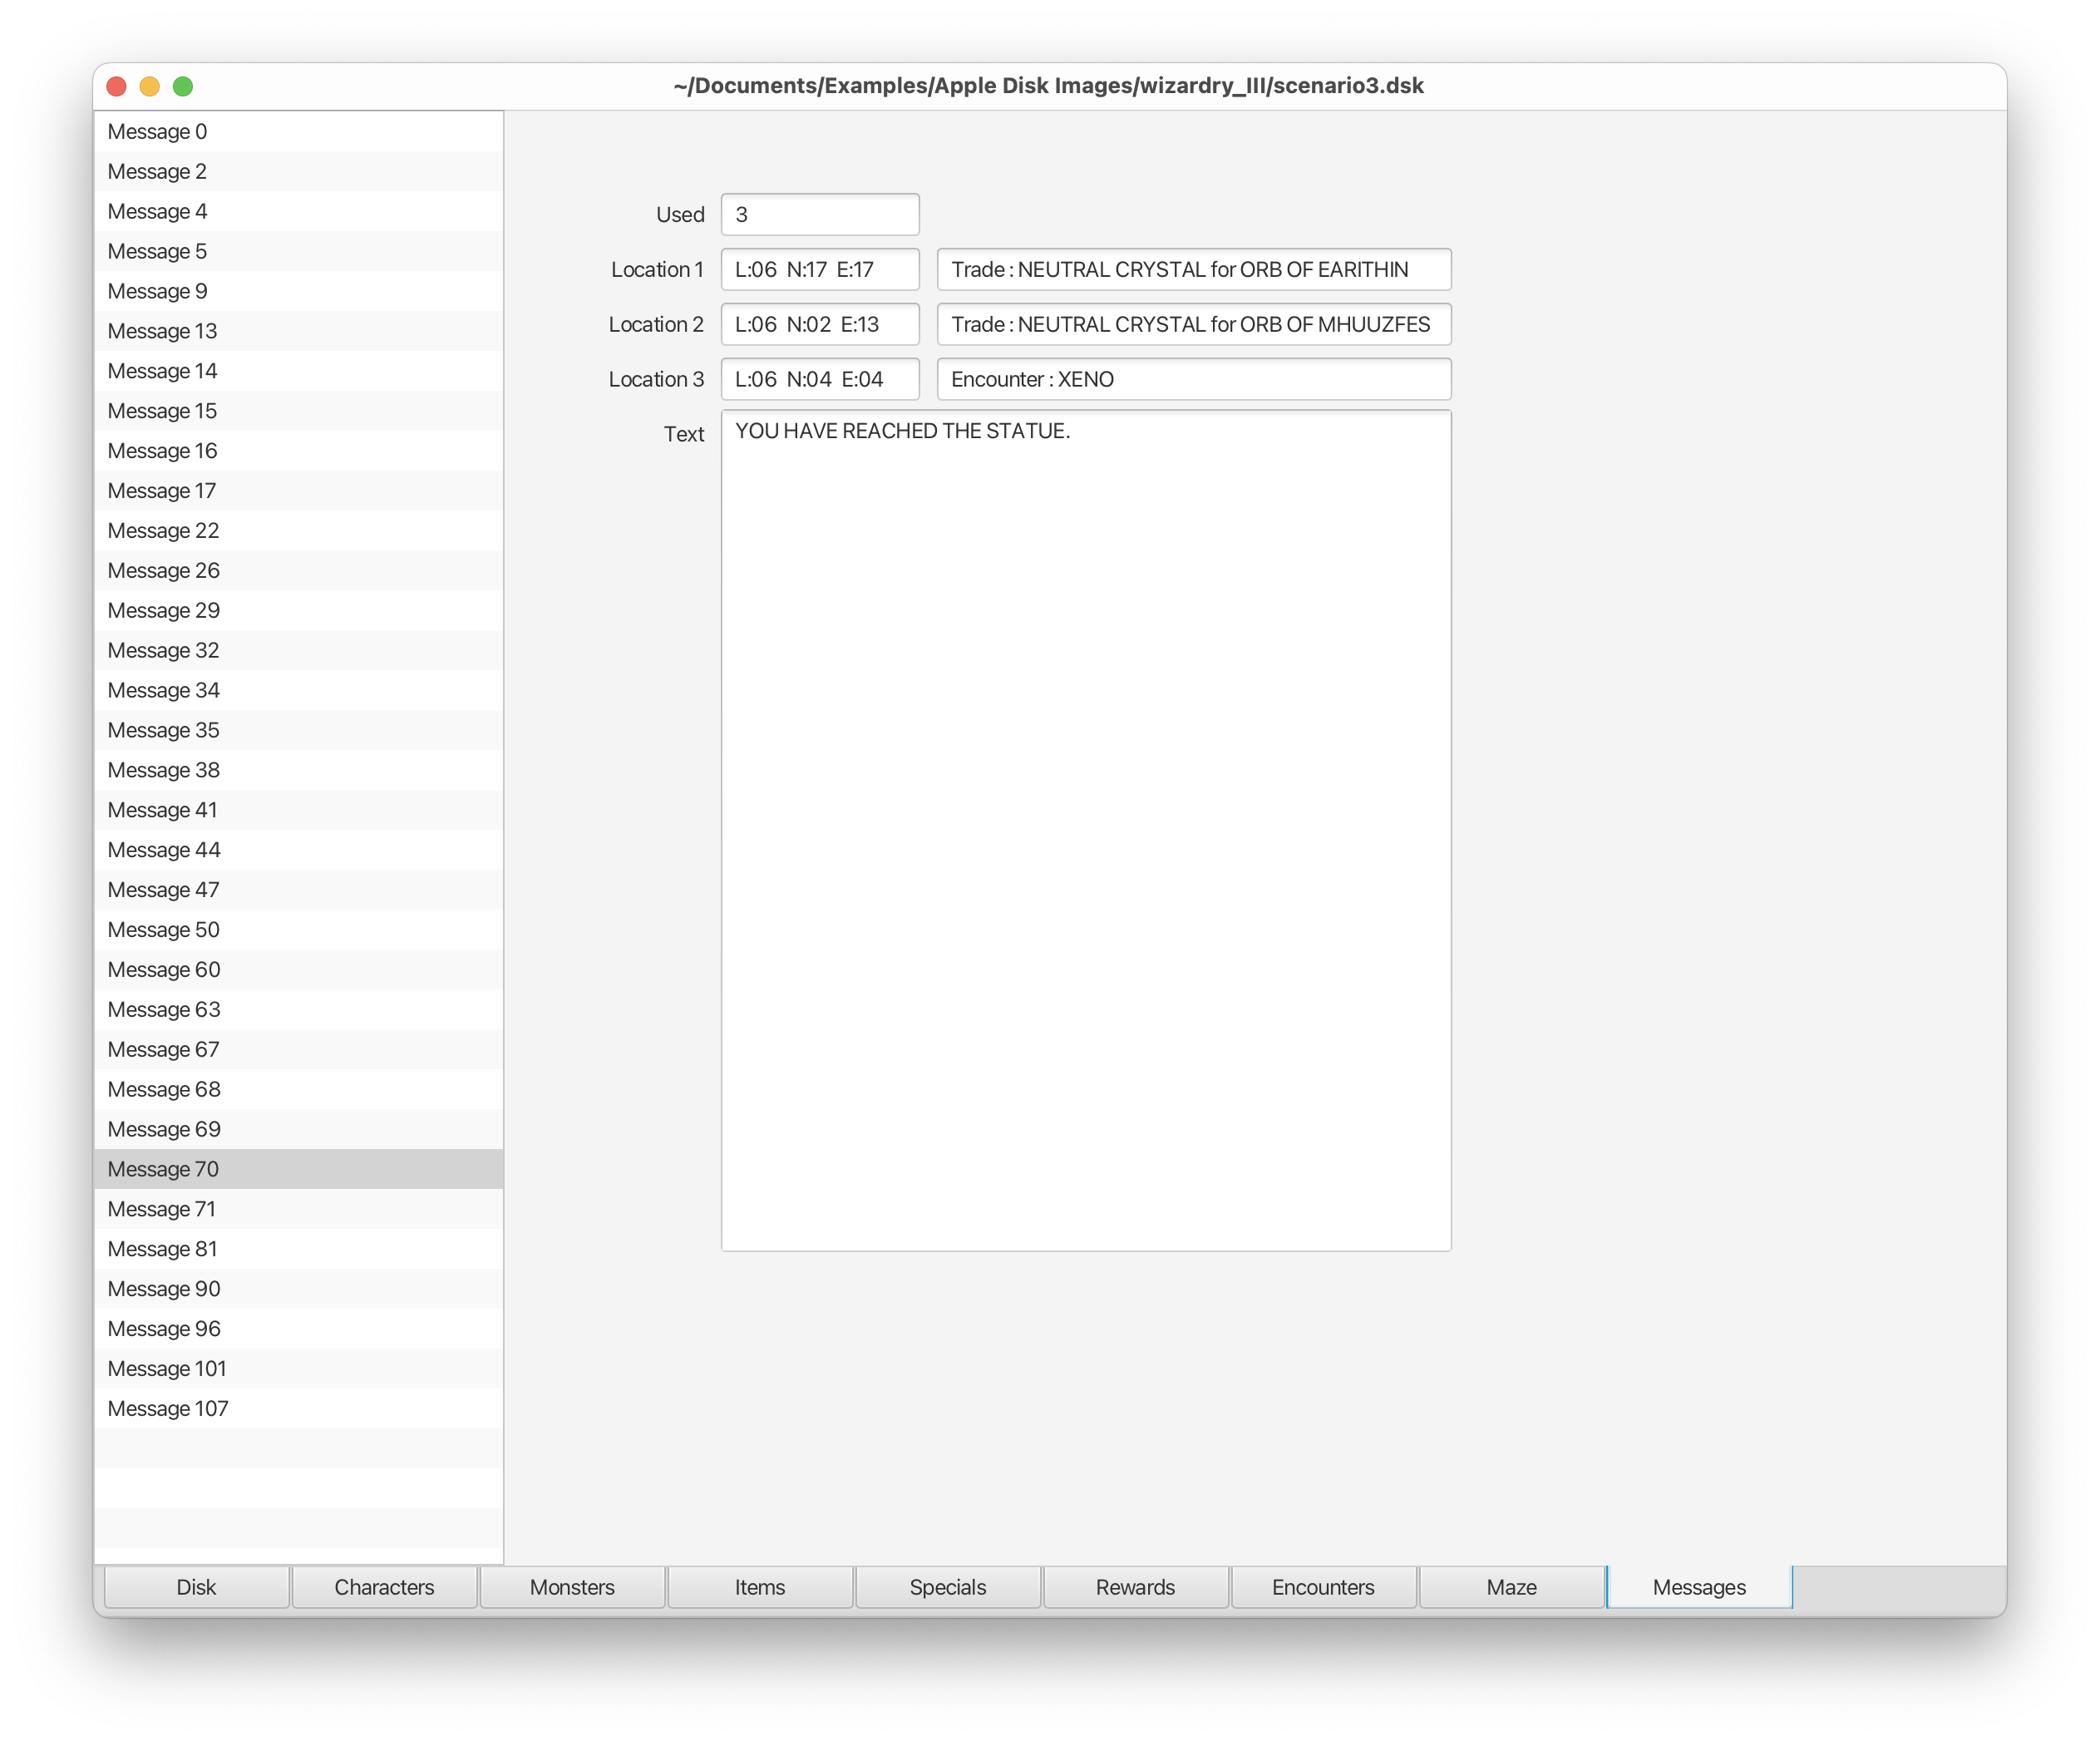 ~/Documents/Examples/Apple Disk Images/wizardry_III/scenario3.dsk
Message 0
Message 2
Message 4
Message 5
Message 9
Message 13
Message 14
Message 15
Message 16
Message 17
Message 22
Message 26
Message 29
Message 32
Message 34
Message 35
Message 38
Message 41
Message 44
Message 47
Message 50
Message 60
Message 63
Message 67
Message 68
Message 69
Message 70
Message 71
Message 81
Message 90
Message 96
Message 101
Message 107
Used 3
Location 1 L:06 N:17 E:17 Trade : NEUTRAL CRYSTAL for ORB OF EARITHIN
Location 2 L:06 N:02 E:13 Trade : NEUTRAL CRYSTAL for ORB OF MHUUZFES
Location 3 L:06 N:04 E:04 Encounter : XENO
Text YOU HAVE REACHED THE STATUE.
Disk Characters Monsters Items Specials Rewards Encounters Maze Messages